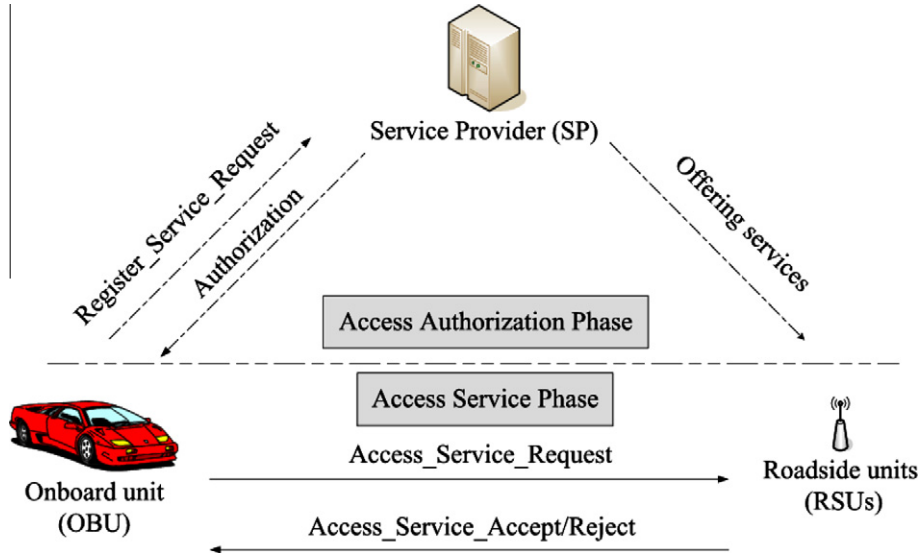 Service Provider (SP)
Register_Service_Request
Authorization
Offering services
Access Authorization Phase
Access Service Phase
Access_Service_Request
Onboard unit
(OBU)
Roadside units
(RSUs)
Access_Service_Accept/Reject